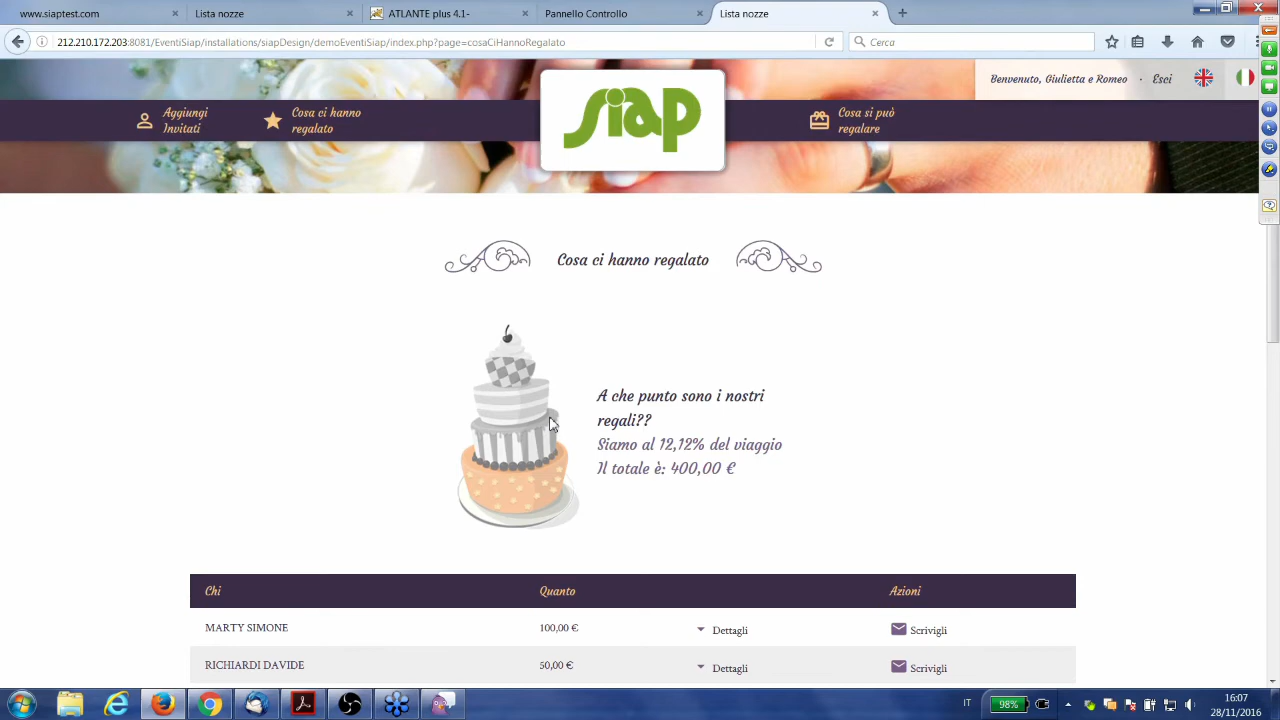 www.siaptest.com
Lista nozze
ATLANTE plus 4.1-
Pannello Controllo
Lista nozze
212.210.172.203:8081/EventiSiap/installations/siapDesign/demoEventiSiap/index.php?page=cosaCiHannoRegalato
Cerca
Benvenuto, Giulietta e Romeo · Esci
Aggiungi
Invitati
Cosa ci hanno
regalato
siap
Cosa si può
regalare
Cosa ci hanno regalato
A che punto sono i nostri
regali??
Siamo al 12,12% del viaggio
Il totale è: 400,00 €
Chi Quanto Azioni
MARTY SIMONE 100,00 € Dettagli Scrivigli
RICHIARDI DAVIDE 50,00 € Dettagli Scrivigli
IT 98% 16:07
28/11/2016